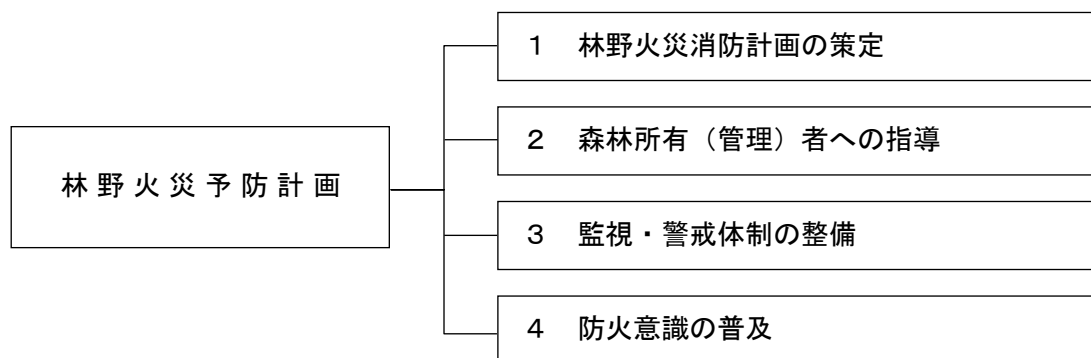 林野火災予防計画
１　林野火災消防計画の策定
２　森林所有（管理）者への指導
３　監視・警戒体制の整備
４　防火意識の普及